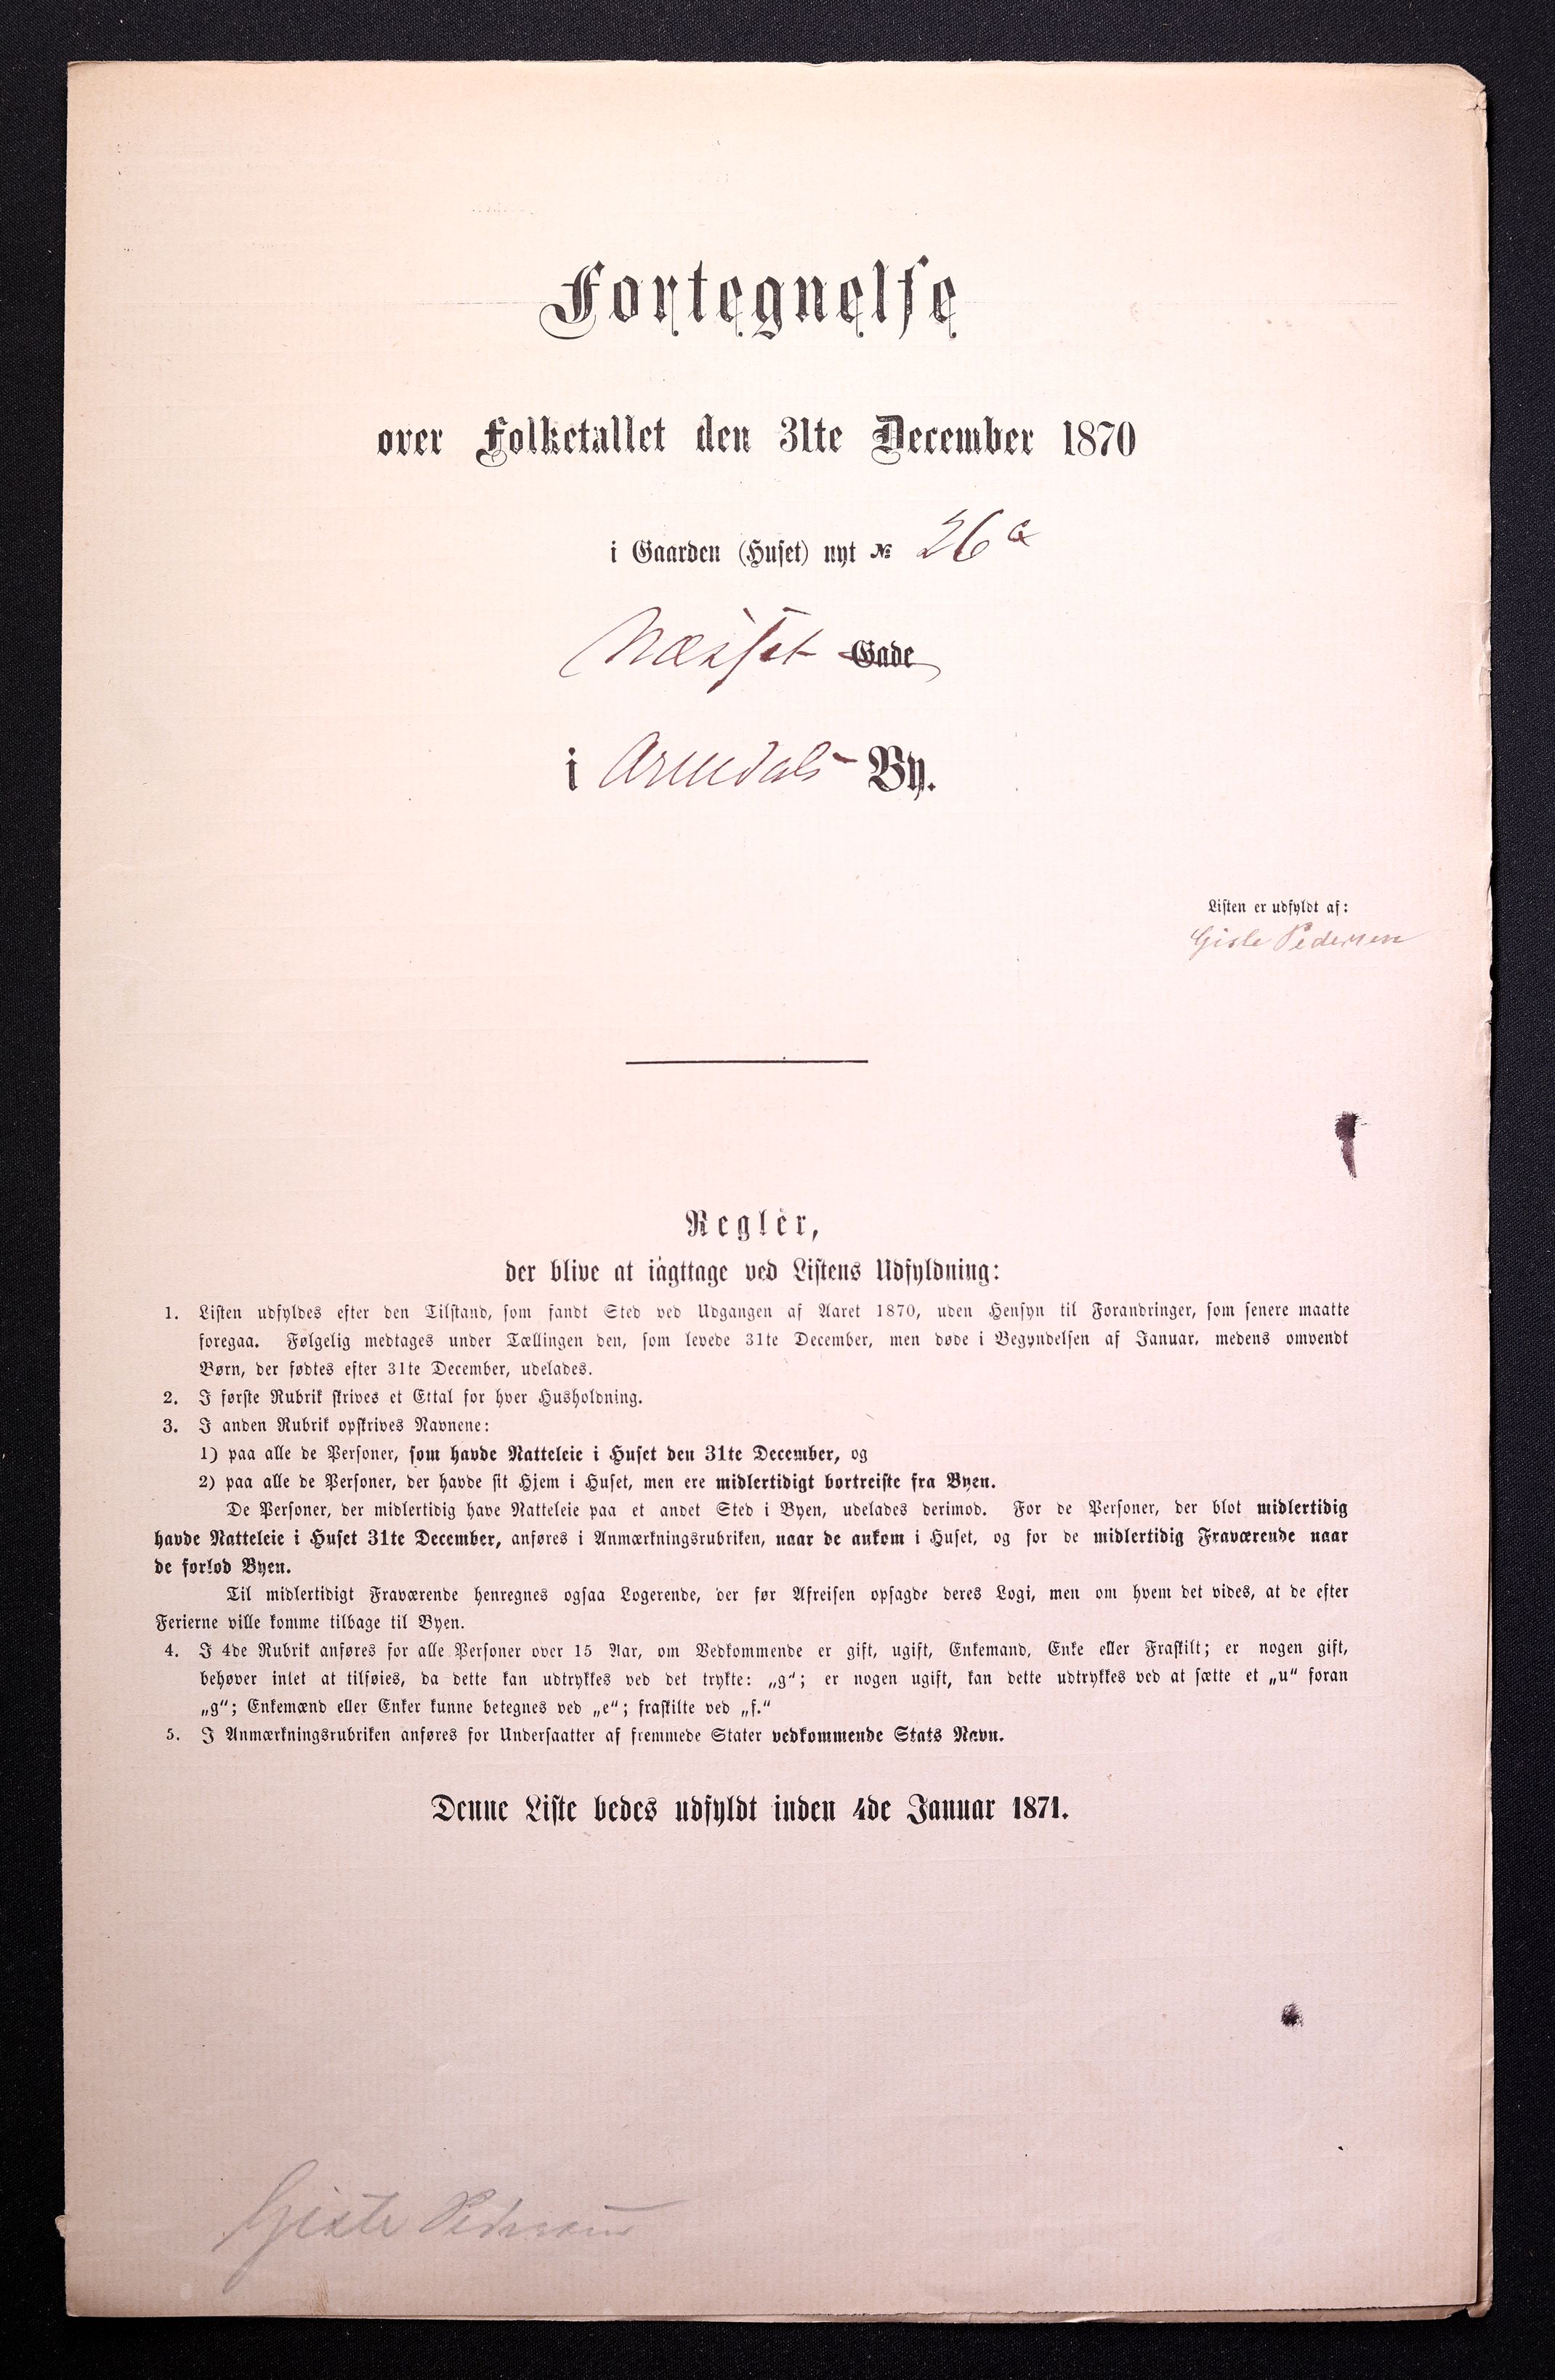 Fortegnelse
over Folketallet den 31te December 1870
i Gaarden (Huset) nyt № 26a
Næsset Gade
i Arendals By.
Listen er udfyldt af:
Gisle Pedersen
Regler,
der blive at iagttage ved Listens Udfyldning:
1. Listen udfyldes efter den Tilstand, som fandt Sted ved Udgangen af Aaret 1870, uden Hensyn til Forandringer, som senere maatte
foregaa. Følgelig medtages under Tællingen den, som levede 31te December, men døde i Begyndelsen af Januar, medens omvendt
Børn, der fødtes efter 31te December, udelades.
2. I første Rubrik skrives et Ettal for hver Husholdning.
3. I anden Rubrik opskrives Navnene:
1) paa alle de Personer, som havde Natteleie i Huset den 31te December, og
2) paa alle de Personer, der havde sit Hjem i Huset, men ere midlertidigt bortreiste fra Byen.
De Personer, der midlertidig have Natteleie paa et andet Sted i Byen, udelades derimod. For de Personer, der blot midlertidig
havde Natteleie i Huset 31te December, anføres i Anmærkningsrubriken, naar de ankom i Huset, og for de midlertidig Fraværende naar
de forlod Byen.
Til midlertidigt Fraværende henregnes ogsaa Logerende, der før Afreisen opsagde deres Logi, men om hvem det vides, at de efter
Ferierne ville komme tilbage til Byen.
4. I 4de Rubrik anføres for alle Personer over 15 Aar, om Vedkommende er gift, ugift, Enkemand, Enke eller Fraskilt; er nogen gift,
behøver intet at tilføies, da dette kan udtrykkes ved det trykte: „g“; er nogen ugift, kan dette udtrykkes ved at sætte et „u“ foran
„g“; Enkemænd eller Enker kunne betegnes ved „e“; fraskilte ved „f.“
5. I Anmærkningsrubriken anføres for Undersaatter af fremmede Stater vedkommende Stats Navn.
Denne Liste bedes udfyldt inden 4de Januar 1871.
Gisle Pedersen